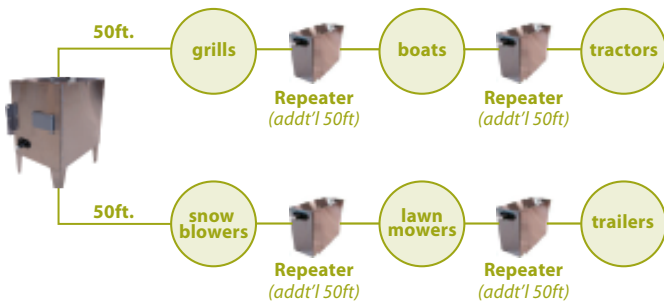 50ft.
grills
boats
tractors
Repeater
(addt'l 50ft)
Repeater
(addt'l 50ft)
50ft.
snow
blowers
lawn
mowers
trailers
Repeater
(addt'l 50ft)
Repeater
(addt'l 50ft)